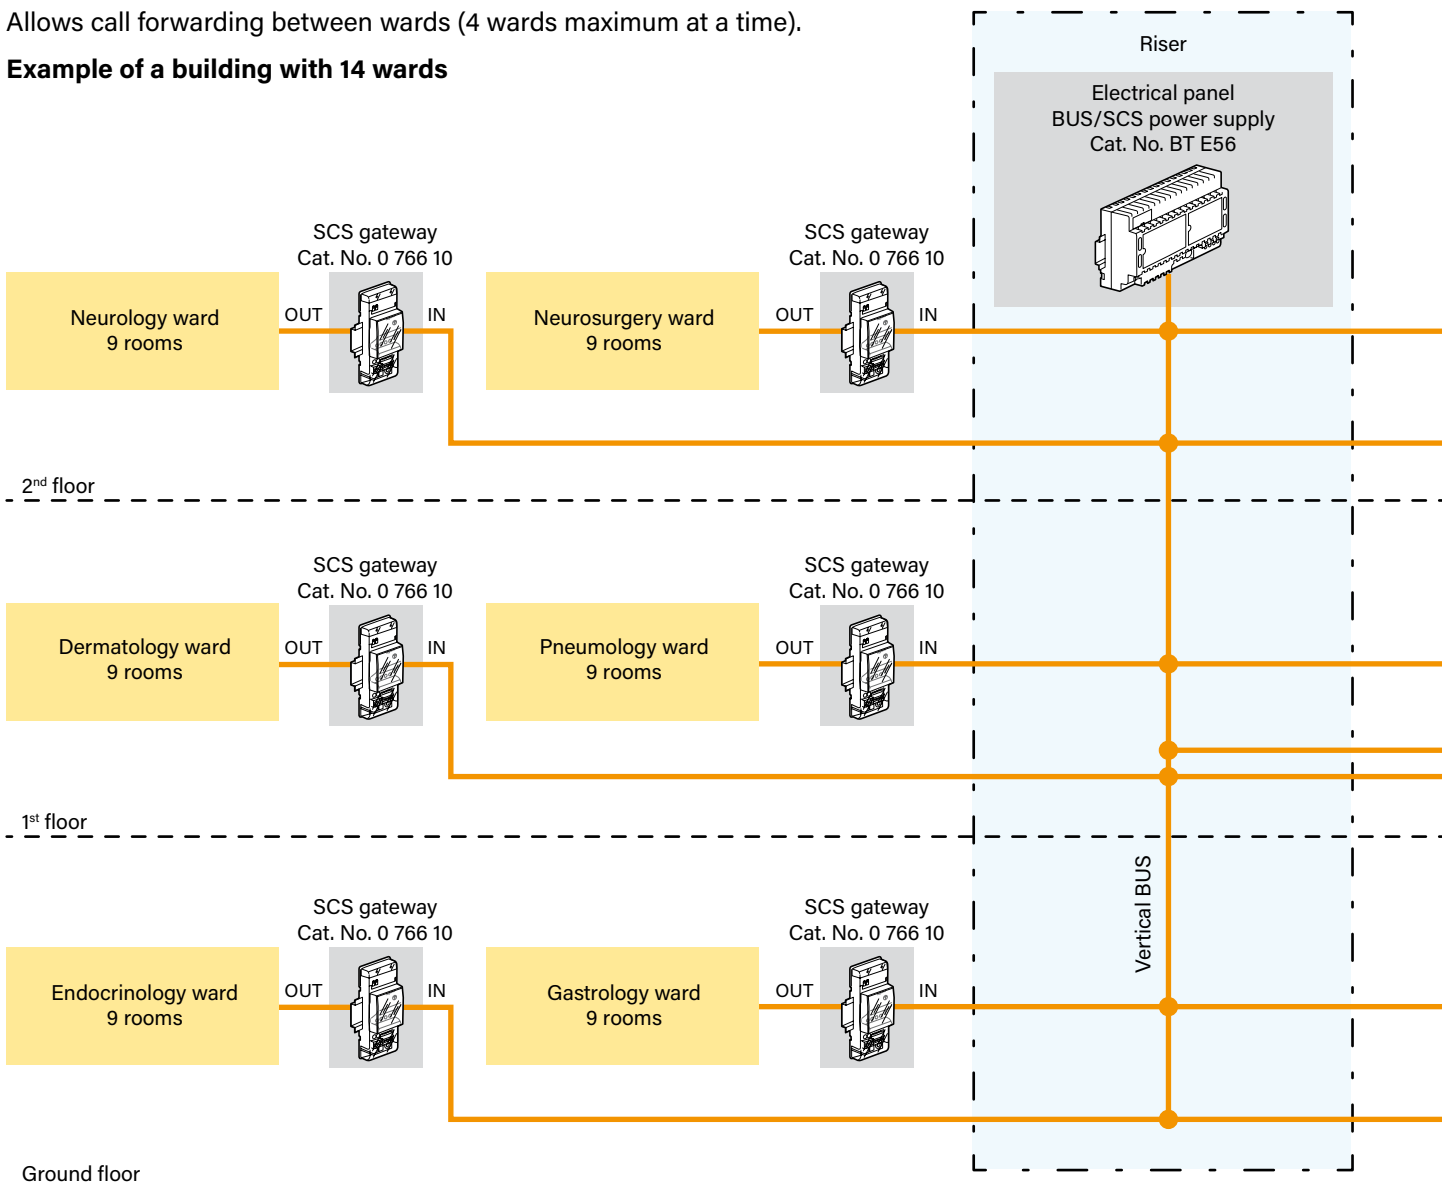 Allows call forwarding between wards (4 wards maximum at a time).
Example of a building with 14 wards
Riser
Electrical panel
BUS/SCS power supply
Cat. No. BT E56
SCS gateway
Cat. No. 0 766 10
SCS gateway
Cat. No. 0 766 10
Neurology ward
9 rooms
OUT
IN
Neurosurgery ward
9 rooms
OUT
IN
2nd floor
SCS gateway
Cat. No. 0 766 10
SCS gateway
Cat. No. 0 766 10
Dermatology ward
9 rooms
OUT
IN
Pneumology ward
9 rooms
OUT
IN
1st floor
Vertical BUS
SCS gateway
Cat. No. 0 766 10
SCS gateway
Cat. No. 0 766 10
Endocrinology ward
9 rooms
OUT
IN
Gastrology ward
9 rooms
OUT
IN
Ground floor